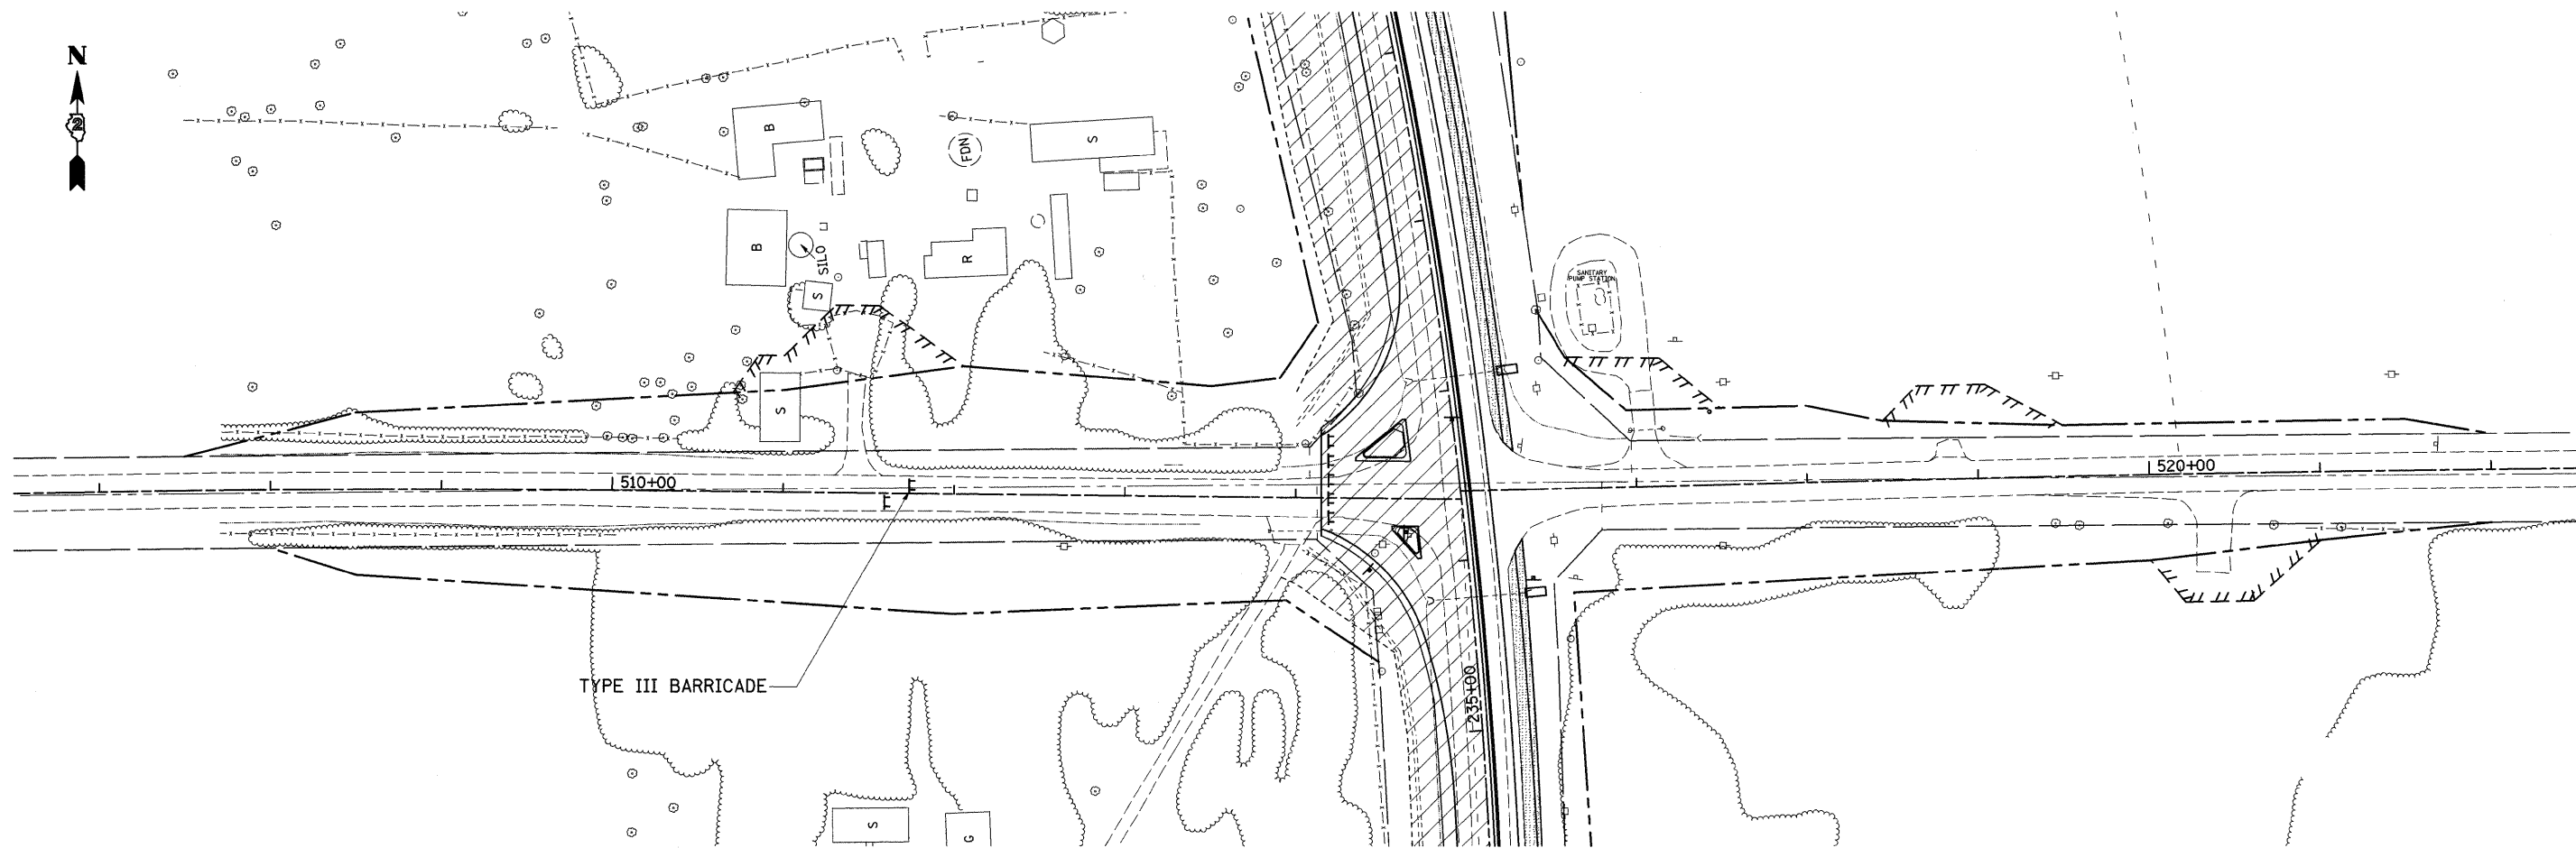 N
2
B
FDN
S
B
SILO
S
R
SANITARY
PUMP STATION
S
510+00
520+00
TYPE III BARRICADE
235+00
S
G